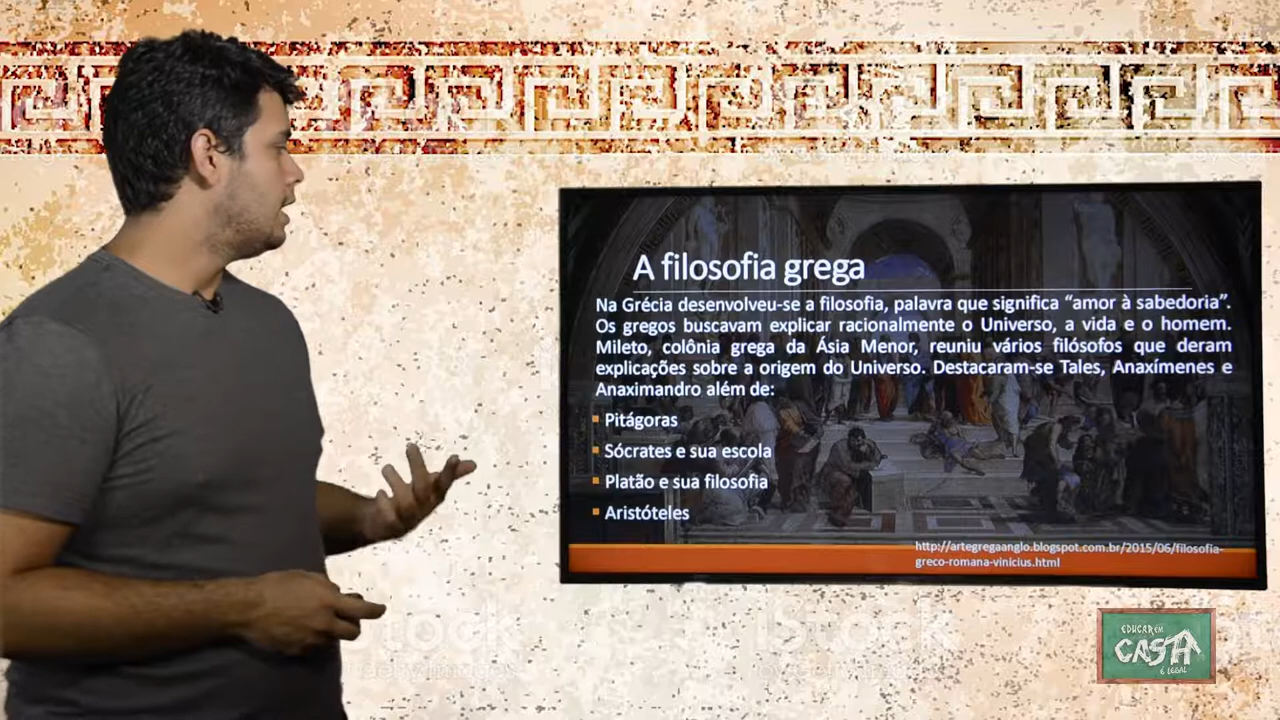 A filosofia grega
Na Grécia desenvolveu-se a filosofia, palavra que significa “amor à sabedoria”.
Os gregos buscavam explicar racionalmente o Universo, a vida e o homem.
Mileto, colônia grega da Ásia Menor, reuniu vários filósofos que deram
explicações sobre a origem do Universo. Destacaram-se Tales, Anaxímenes e
Anaximandro além de:
Pitágoras
Sócrates e sua escola
Platão e sua filosofia
Aristóteles
http://artegregaanglo.blogspot.com.br/2015/06/filosofia-
greco-romana-vinicius.html
iStock
EDUCAR EM
CASA
É LEGAL